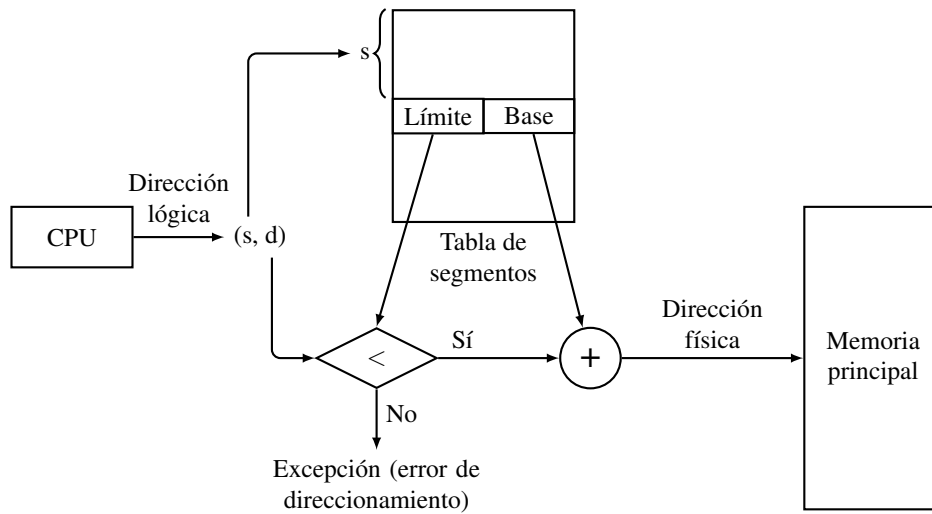 s
Límite
Base
Dirección
lógica
CPU
(s, d)
Tabla de
segmentos
Dirección
física
Memoria
principal
<
Sí
+
No
Excepción (error de
direccionamiento)